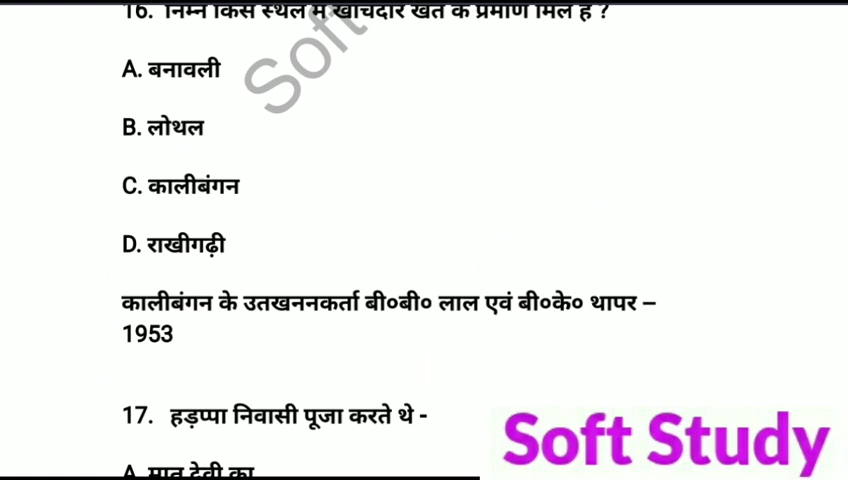 16. निम्न किस स्थल में खाचेदार खेत के प्रमाण मिले है ?
Soft
A. बनावली
B. लोथल
C. कालीबंगन
D. राखीगढ़ी
कालीबंगन के उतखननकर्ता बी०बी० लाल एवं बी०के० थापर –
1953
17. हड़प्पा निवासी पूजा करते थे -
Soft Study
A मातृ देवी का